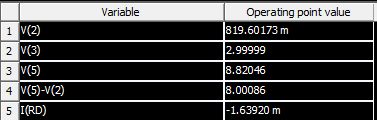 Variable Operating point value
1 V(2) 819.60173 m
2 V(3) 2.99999
3 V(5) 8.82046
4 V(5)-V(2) 8.00086
5 I(RD) -1.63920 m